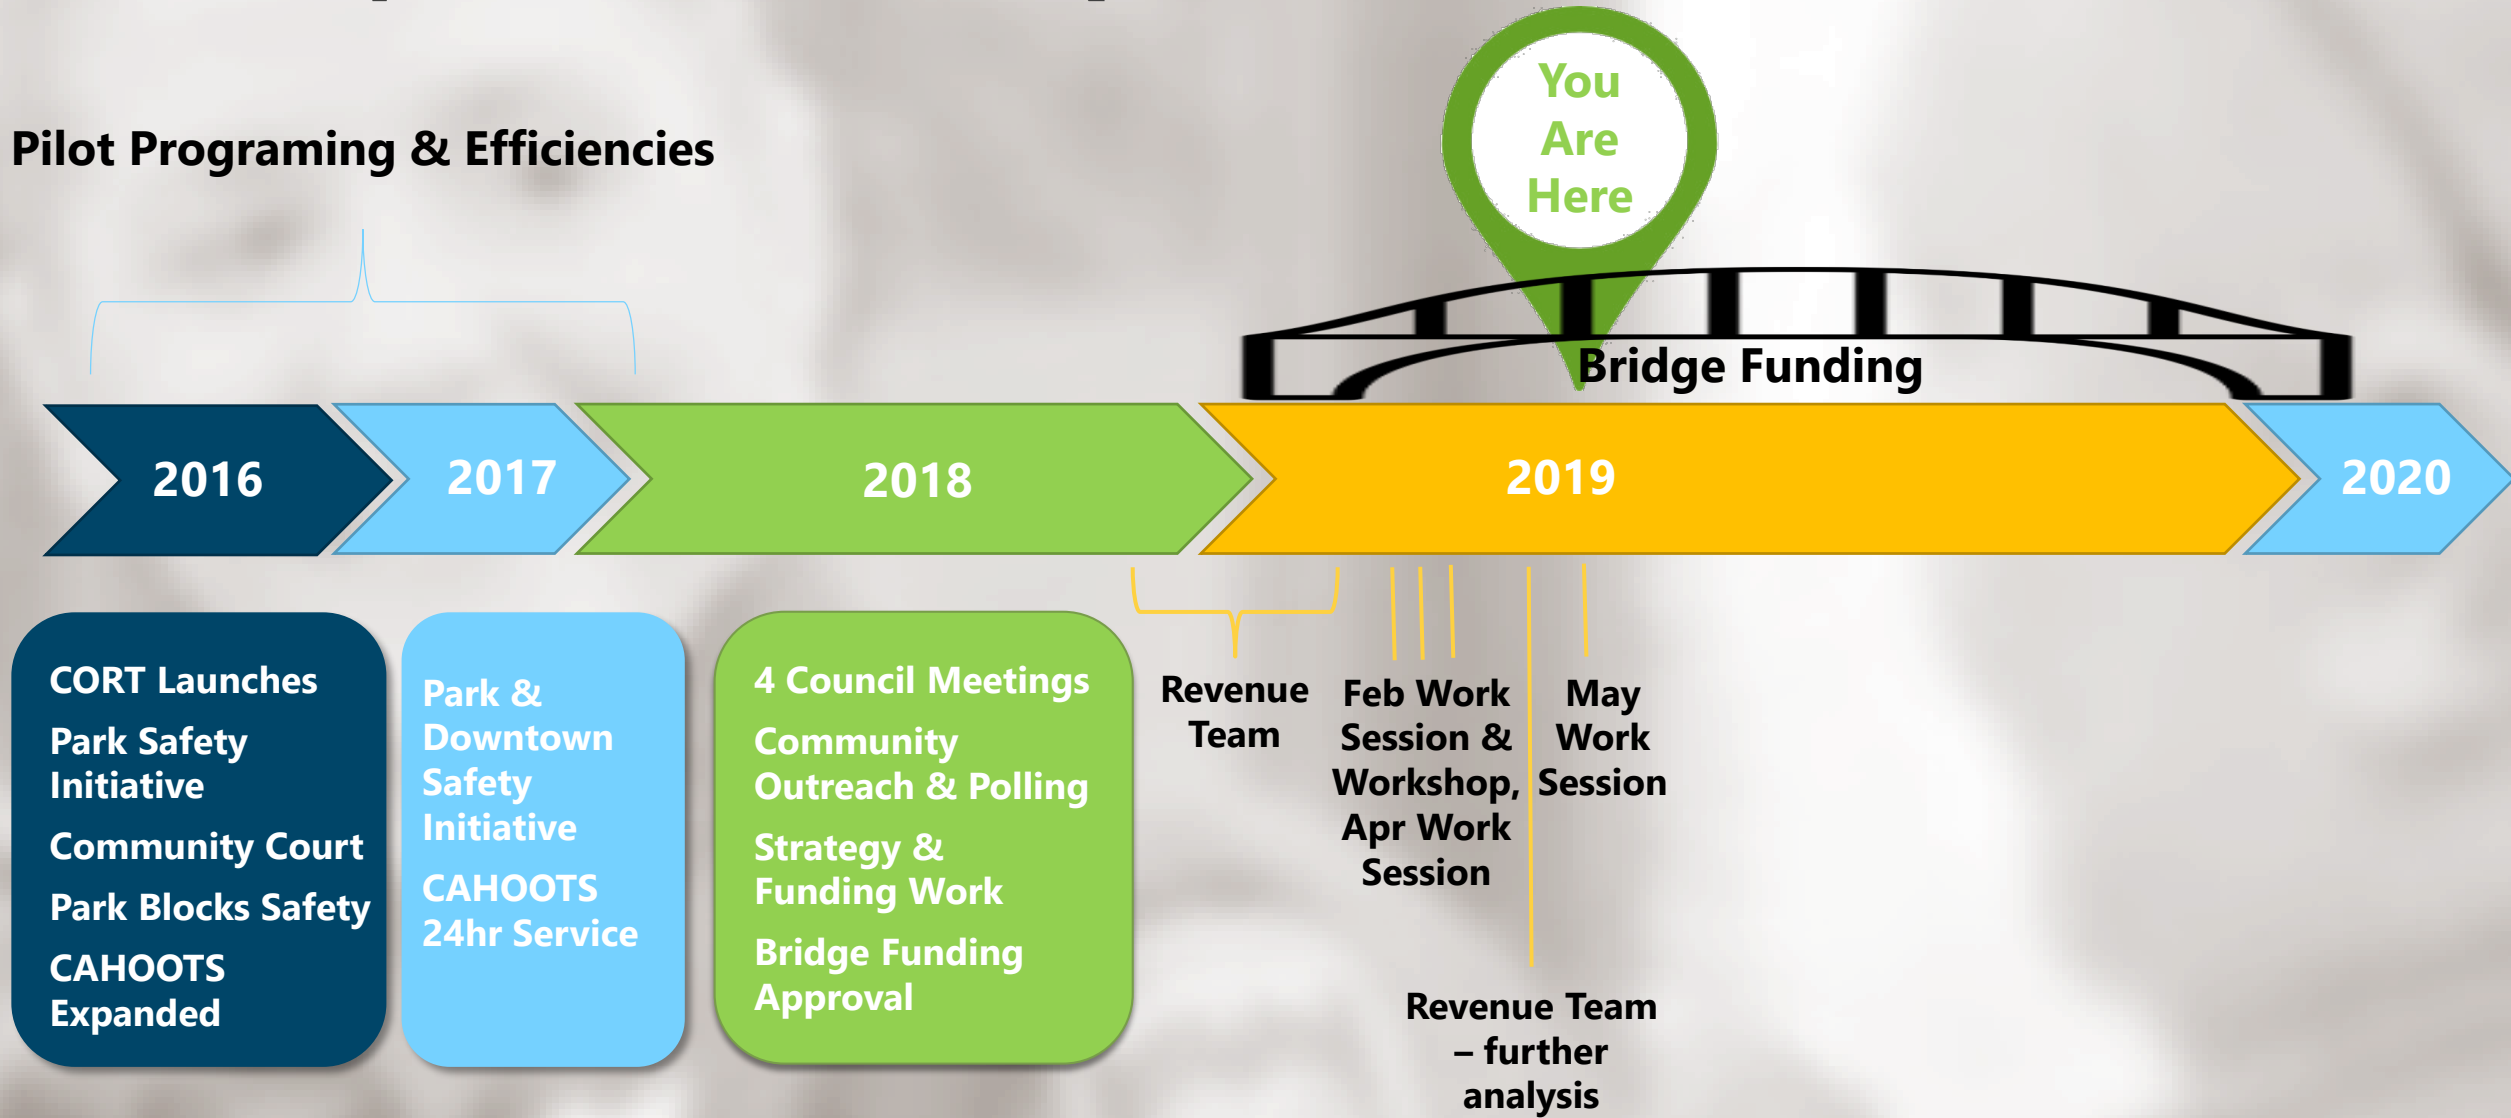 You
Are
Here
Pilot Programing & Efficiencies
Bridge Funding
2016
2017
2018
2019
2020
CORT Launches
Park Safety
Initiative
Community Court
Park Blocks Safety
CAHOOTS
Expanded
Park &
Downtown
Safety
Initiative
CAHOOTS
24hr Service
4 Council Meetings
Community
Outreach & Polling
Strategy &
Funding Work
Bridge Funding
Approval
Revenue
Team
Feb Work
Session &
Workshop,
Apr Work
Session
May
Work
Session
Revenue Team
– further
analysis